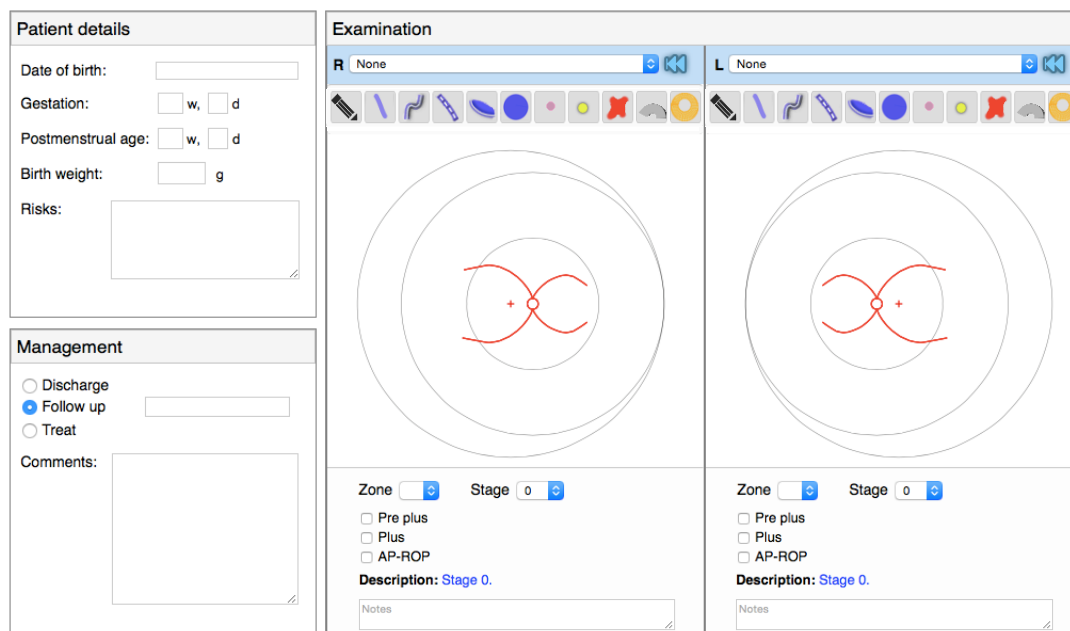 Patient details
Date of birth:
Gestation: w, d
Postmenstrual age: w, d
Birth weight: g
Risks:
Management
Discharge
Follow up
Treat
Comments:
Examination
R None
Zone Stage 0
Pre plus
Plus
AP-ROP
Description: Stage 0.
Notes
L None
Zone Stage 0
Pre plus
Plus
AP-ROP
Description: Stage 0.
Notes